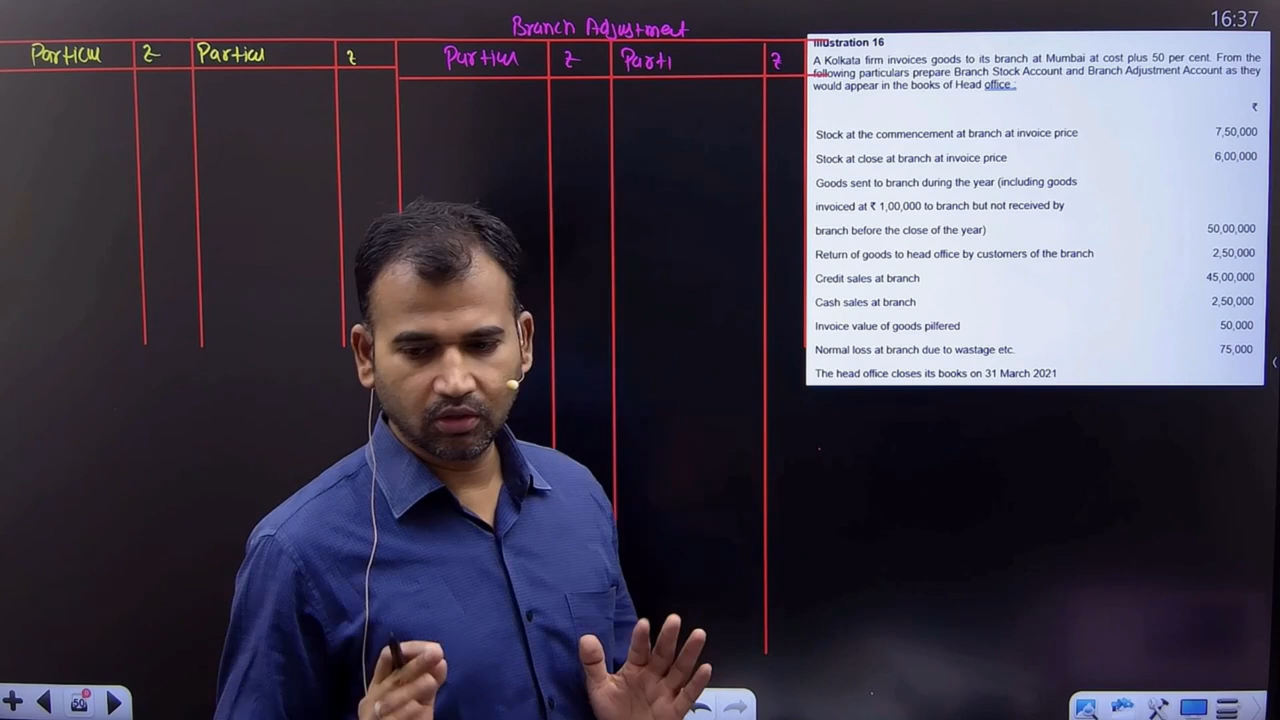 16:37
Branch Adjustment
Particul ₹ Particul ₹ Particul ₹ Parti ₹
Illustration 16
A Kolkata firm invoices goods to its branch at Mumbai at cost plus 50 per cent. From the
following particulars prepare Branch Stock Account and Branch Adjustment Account as they
would appear in the books of Head office :
₹
Stock at the commencement at branch at invoice price 7,50,000
Stock at close at branch at invoice price 6,00,000
Goods sent to branch during the year (including goods
invoiced at ₹ 1,00,000 to branch but not received by
branch before the close of the year) 50,00,000
Return of goods to head office by customers of the branch 2,50,000
Credit sales at branch 45,00,000
Cash sales at branch 2,50,000
Invoice value of goods pilfered 50,000
Normal loss at branch due to wastage etc. 75,000
The head office closes its books on 31 March 2021